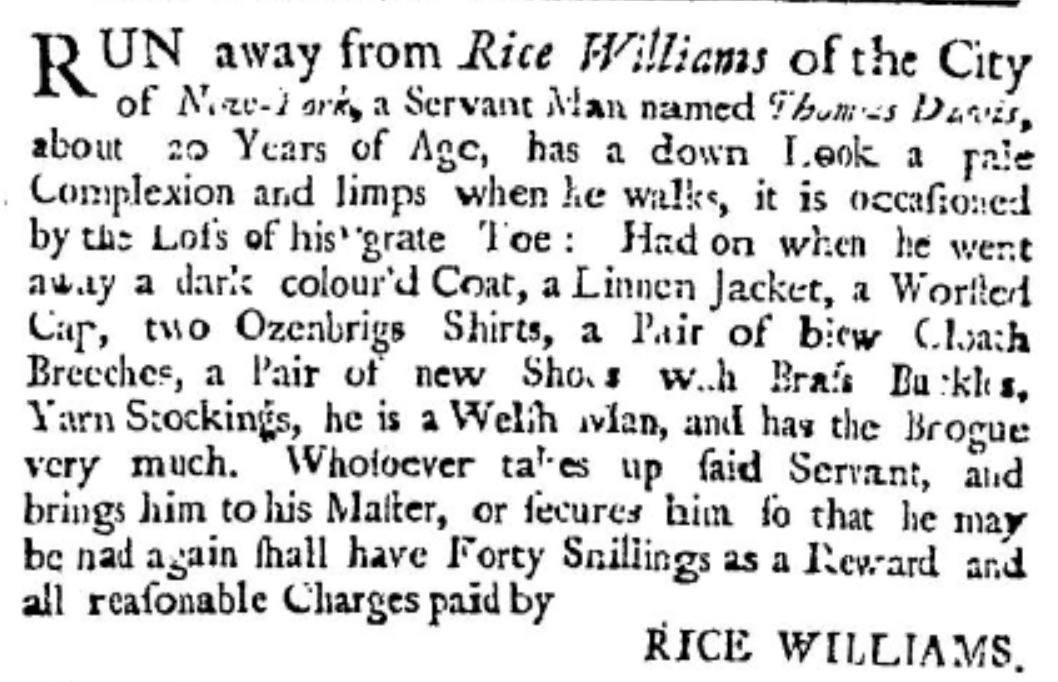 RUN away from Rice Williams of the City
of New-York, a Servant Man named Thomas Davis,
about 20 Years of Age, has a down Look a pale
Complexion and limps when he walks, it is occaſioned
by the Loſs of his grate Toe: Had on when he went
away a dark colour'd Coat, a Linnen Jacket, a Worſted
Cap, two Ozenbrigs Shirts, a Pair of blew Cloath
Breeches, a Pair of new Shoes with Braſs Buckles,
Yarn Stockings, he is a Welſh Man, and has the Brogue
very much. Whoſoever takes up ſaid Servant, and
brings him to his Maſter, or ſecures him ſo that he may
be had again ſhall have Forty Shillings as a Reward and
all reaſonable Charges paid by
RICE WILLIAMS.